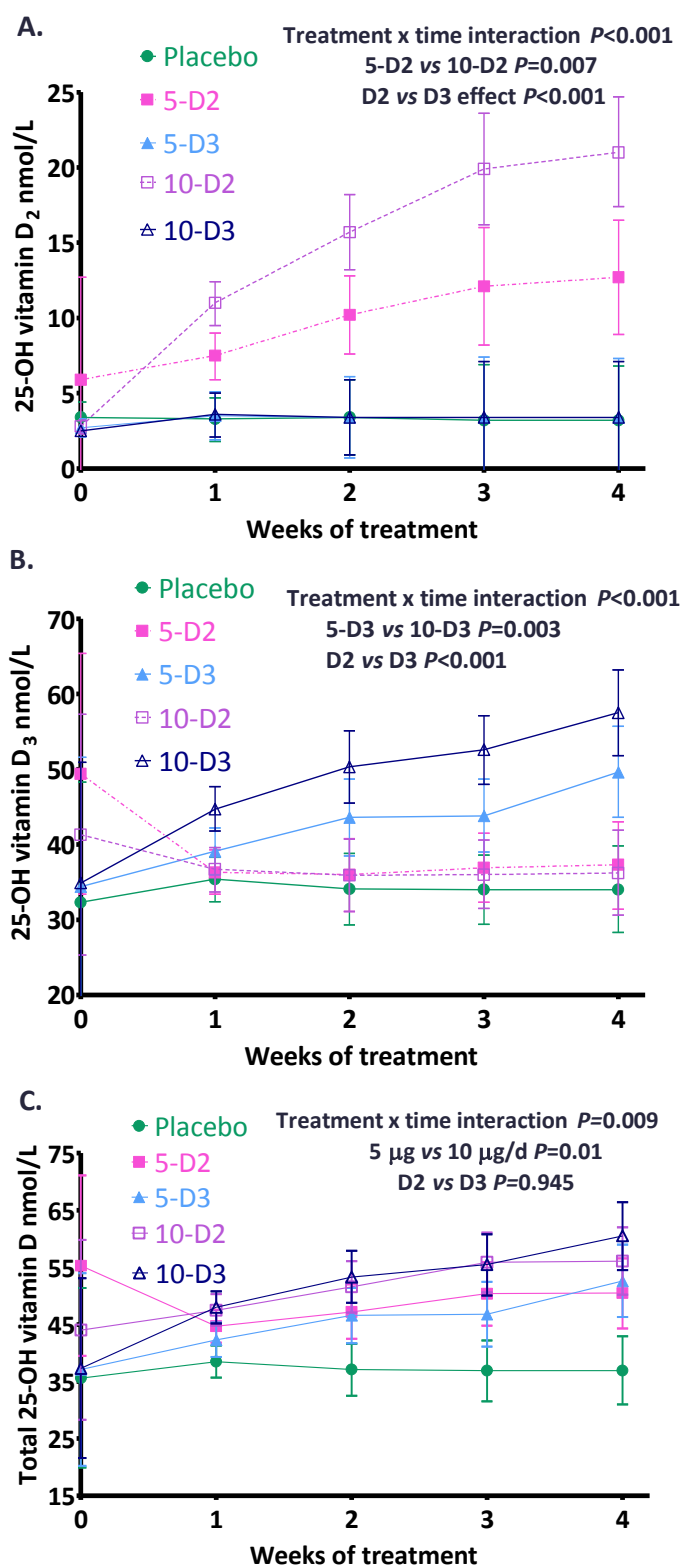 A.
Treatment x time interaction P<0.001
5-D2 vs 10-D2 P=0.007
D2 vs D3 effect P<0.001
Placebo
5-D2
5-D3
10-D2
10-D3
25-OH vitamin D₂ nmol/L
25
20
15
10
5
0
0 1 2 3 4
Weeks of treatment
B.
Treatment x time interaction P<0.001
5-D3 vs 10-D3 P=0.003
D2 vs D3 P<0.001
Placebo
5-D2
5-D3
10-D2
10-D3
25-OH vitamin D₃ nmol/L
70
60
50
40
30
20
0 1 2 3 4
Weeks of treatment
C.
Treatment x time interaction P=0.009
5 µg vs 10 µg/d P=0.01
D2 vs D3 P=0.945
Placebo
5-D2
5-D3
10-D2
10-D3
Total 25-OH vitamin D nmol/L
75
65
55
45
35
25
15
0 1 2 3 4
Weeks of treatment